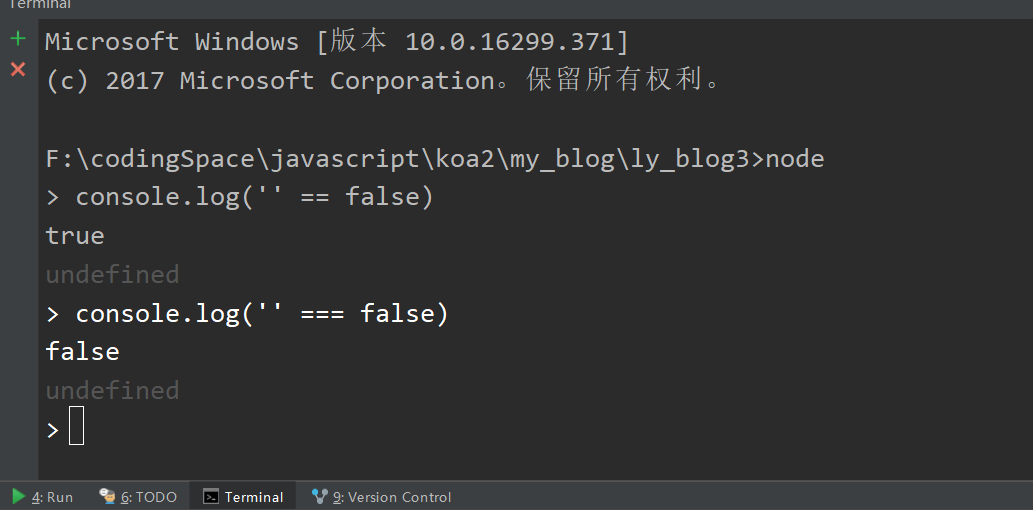 Terminal
Microsoft Windows [版本 10.0.16299.371]
(c) 2017 Microsoft Corporation。保留所有权利。
F:\codingSpace\javascript\koa2\my_blog\ly_blog3>node
> console.log('' == false)
true
undefined
> console.log('' === false)
false
undefined
>
4: Run 6: TODO Terminal 9: Version Control